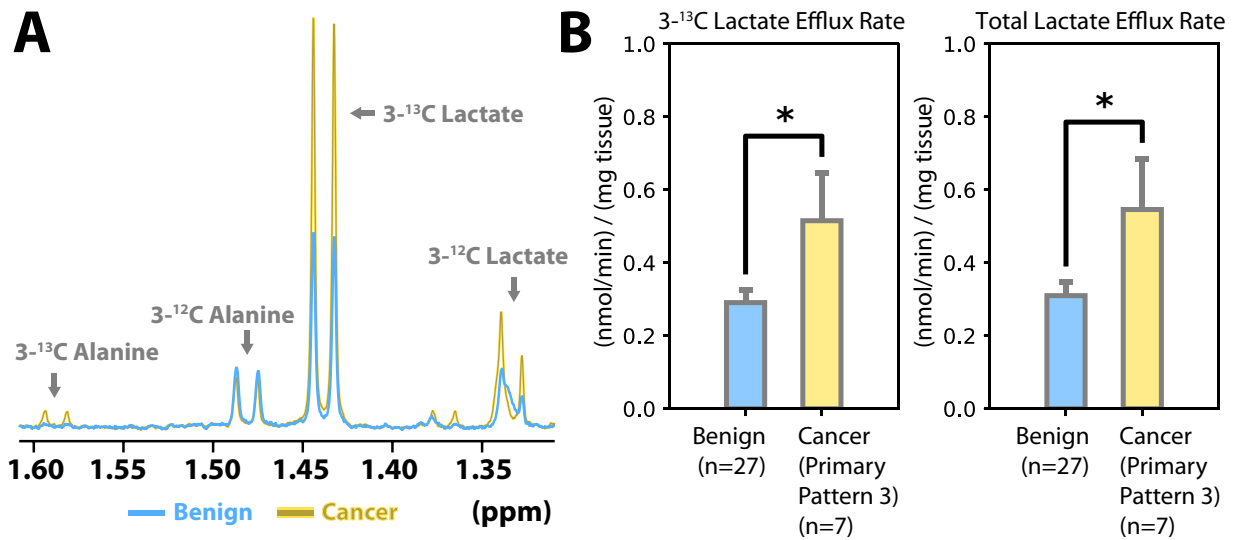 A
3-¹³C Lactate
3-¹²C Lactate
3-¹²C Alanine
3-¹³C Alanine
1.60 1.55 1.50 1.45 1.40 1.35
Benign Cancer (ppm)
B
3-¹³C Lactate Efflux Rate
(nmol/min) / (mg tissue)
1.0
0.8
0.6
0.4
0.2
0.0
*
Benign
(n=27)
Cancer
(Primary
Pattern 3)
(n=7)
Total Lactate Efflux Rate
(nmol/min) / (mg tissue)
1.0
0.8
0.6
0.4
0.2
0.0
*
Benign
(n=27)
Cancer
(Primary
Pattern 3)
(n=7)